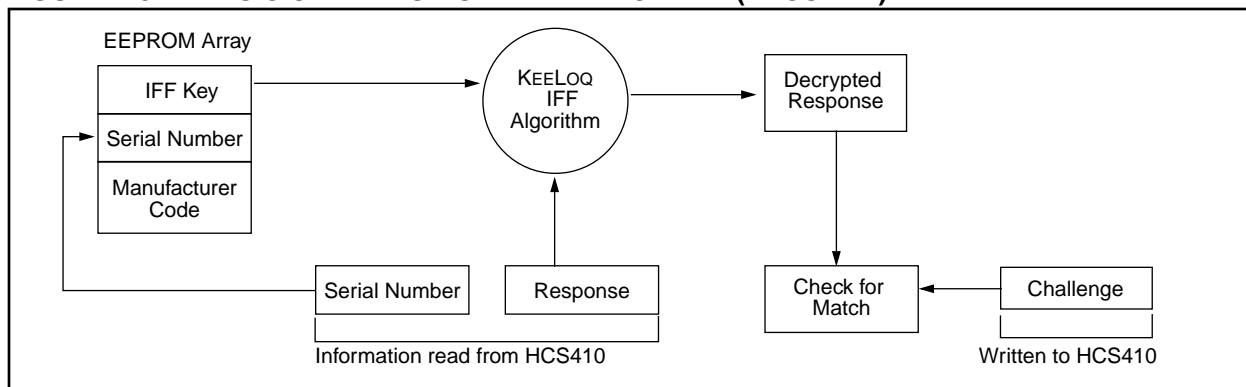 EEPROM Array
IFF Key
Serial Number
Manufacturer
Code
KEELOQ
IFF
Algorithm
Decrypted
Response
Serial Number
Response
Check for
Match
Challenge
Information read from HCS410
Written to HCS410